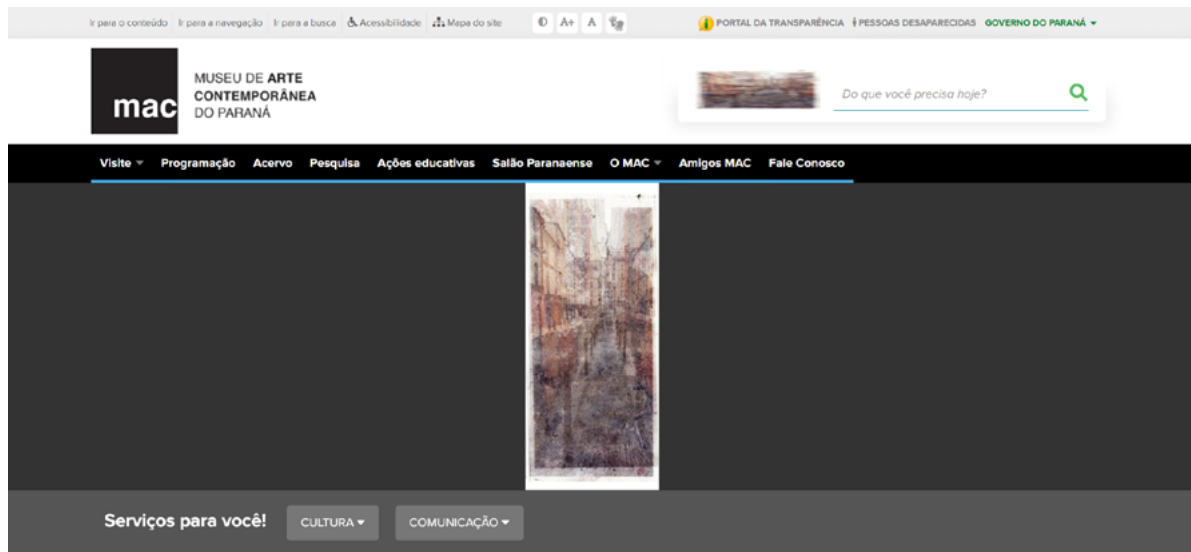 Ir para o conteúdo Ir para a navegação Ir para a busca Acessibilidade Mapa do site A+ A PORTAL DA TRANSPARÊNCIA PESSOAS DESAPARECIDAS GOVERNO DO PARANÁ
mac
MUSEU DE ARTE
CONTEMPORÂNEA
DO PARANÁ
Do que você precisa hoje?
Visite Programação Acervo Pesquisa Ações educativas Salão Paranaense O MAC Amigos MAC Fale Conosco
Serviços para você! CULTURA COMUNICAÇÃO